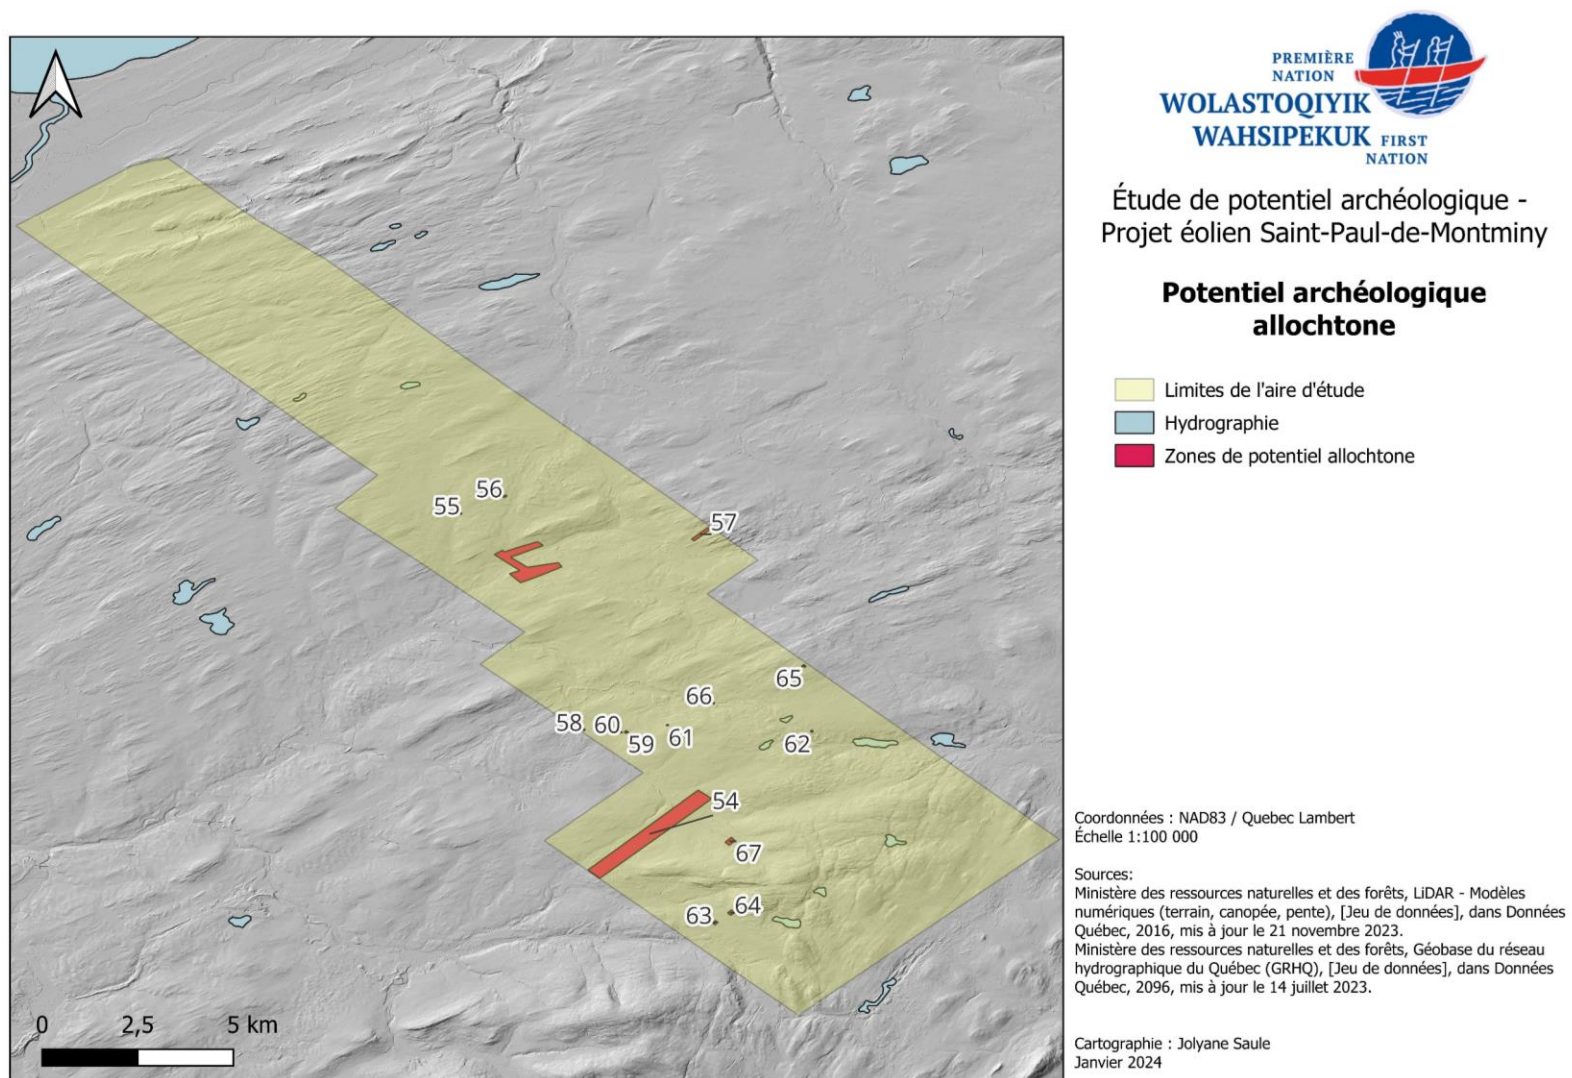 PREMIÈRE
NATION
WOLASTOQIYIK
WAHSIPEKUK FIRST
NATION
Étude de potentiel archéologique -
Projet éolien Saint-Paul-de-Montminy
Potentiel archéologique
allochtone
Limites de l'aire d'étude
Hydrographie
Zones de potentiel allochtone
56
55
57
65
66
58
60
59
61
62
54
67
64
63
0 2,5 5 km
Coordonnées : NAD83 / Quebec Lambert
Échelle 1:100 000
Sources:
Ministère des ressources naturelles et des forêts, LiDAR - Modèles
numériques (terrain, canopée, pente), [Jeu de données], dans Données
Québec, 2016, mis à jour le 21 novembre 2023.
Ministère des ressources naturelles et des forêts, Géobase du réseau
hydrographique du Québec (GRHQ), [Jeu de données], dans Données
Québec, 2096, mis à jour le 14 juillet 2023.
Cartographie : Jolyane Saule
Janvier 2024